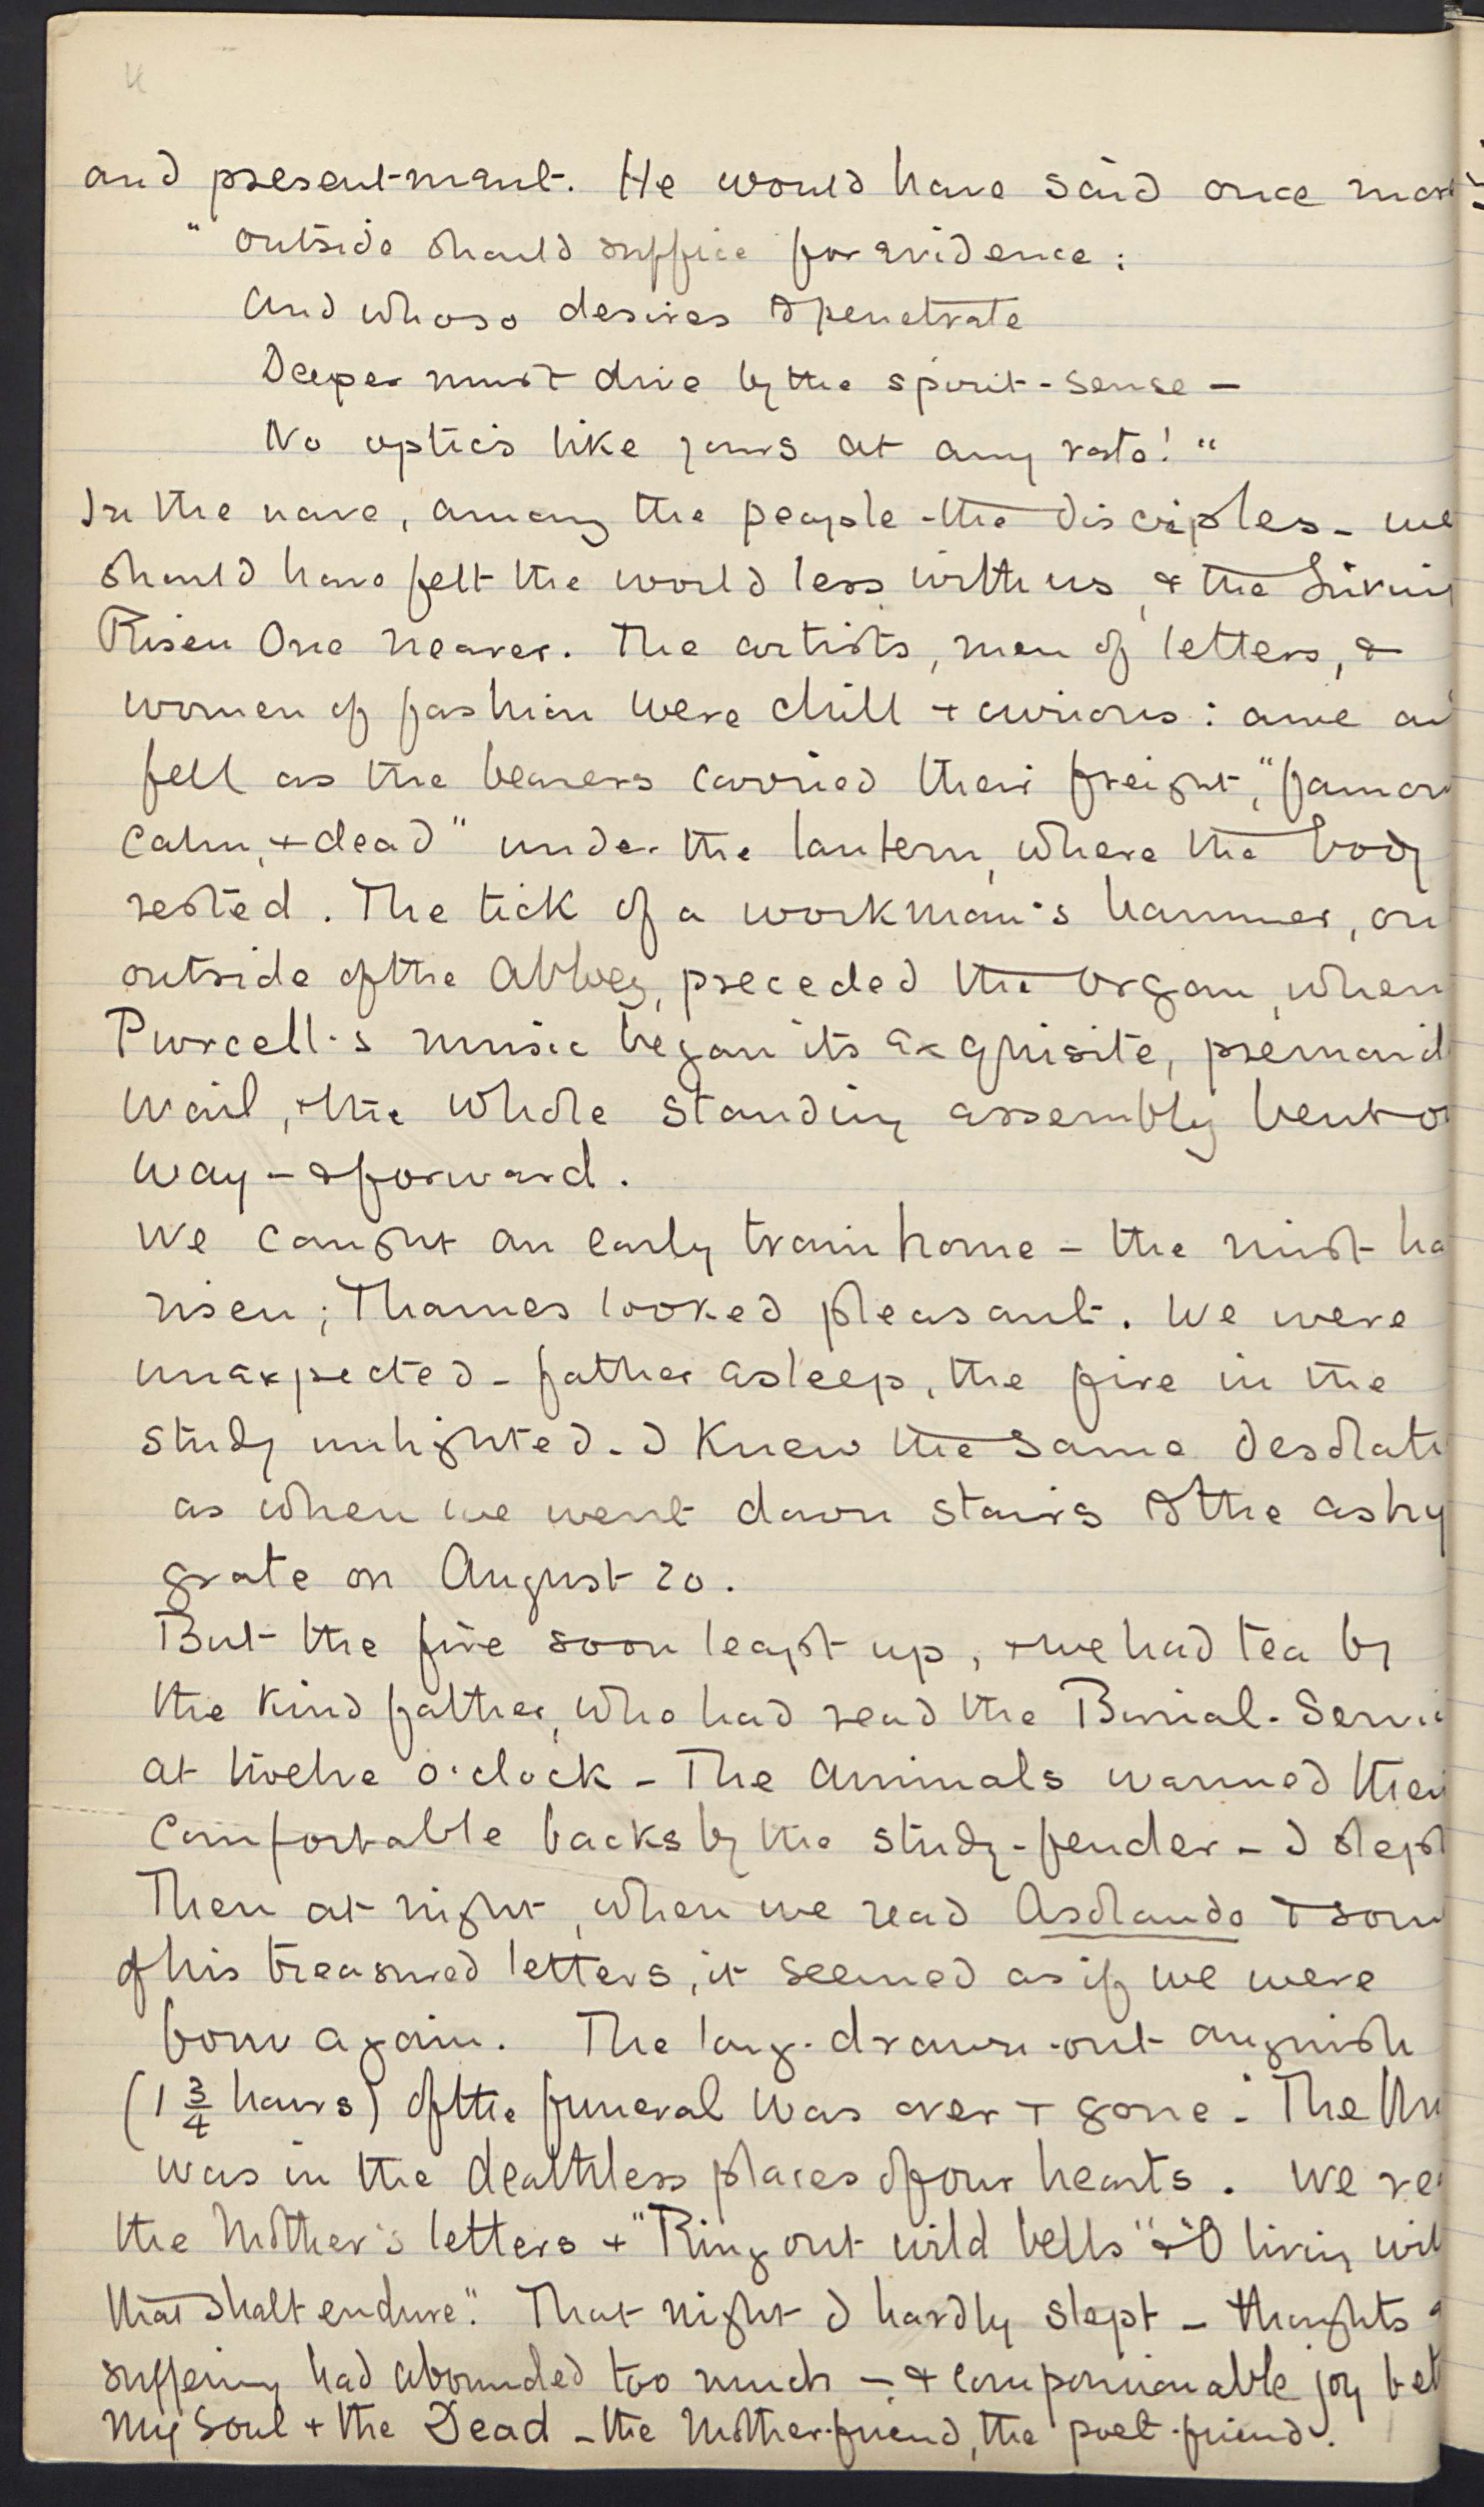 and presentment. He would have said once more
" outside should suffice for evidence:
And whoso desires to penetrate
Deeper must dive by the spirit-sense –
No optics like yours at any rate!"
In the nave, among the people – the disciples – we
should have felt the world less with us, & the Living
Risen One nearer. The artists, men of letters, &
women of fashion were chill & curious: awe
fell as the bearers carried their freight, "famous
calm, & dead" under the lantern, where the body
rested. The tick of a workman's hammer, on
outside of the Abbey, preceded the organ, when
Purcell's music began its exquisite,
wail, & the whole standing assembly bent
way – & forward.
We caught an early train home – the mist ha
risen; Thames looked pleasant. We were
unexpected – father asleep, the fire in the
study unlighted – I knew the same desolati
as when we went down stairs to the ashy
grate on August 20.
But the fire soon leapt up, & we had tea by
the kind father, who had read the Burial-Servi
at twelve o'clock – The animals warmed their
comfortable backs by the study-fender – I slept
Then at night, when we read Asolando & some
of his treasured letters, it seemed as if we were
born again. The long-drawn-out anguish
(1 3/4 hours) of the funeral was over & gone – The
was in the deathless places of our hearts. We re
the Mother's letters & "Ring out wild bells" & "O living will
that shalt endure". That night I hardly slept – thoughts
suffering had abounded too much – & companionable joy bet
my soul & the Dead – the Mother-friend, the poet-friend.